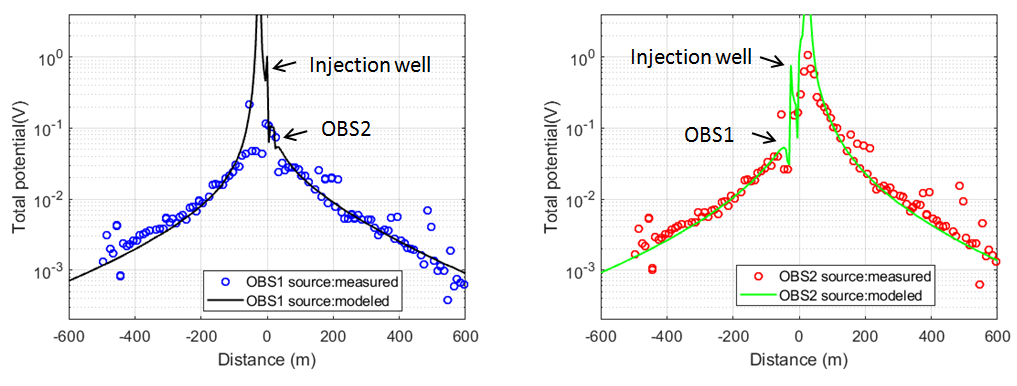 Total potential(V)
10^0
10^-1
10^-2
10^-3
Injection well
OBS2
OBS1 source:measured
OBS1 source:modeled
-600 -400 -200 0 200 400 600
Distance (m)
Total potential(V)
10^0
10^-1
10^-2
10^-3
Injection well
OBS1
OBS2 source:measured
OBS2 source:modeled
-600 -400 -200 0 200 400 600
Distance (m)